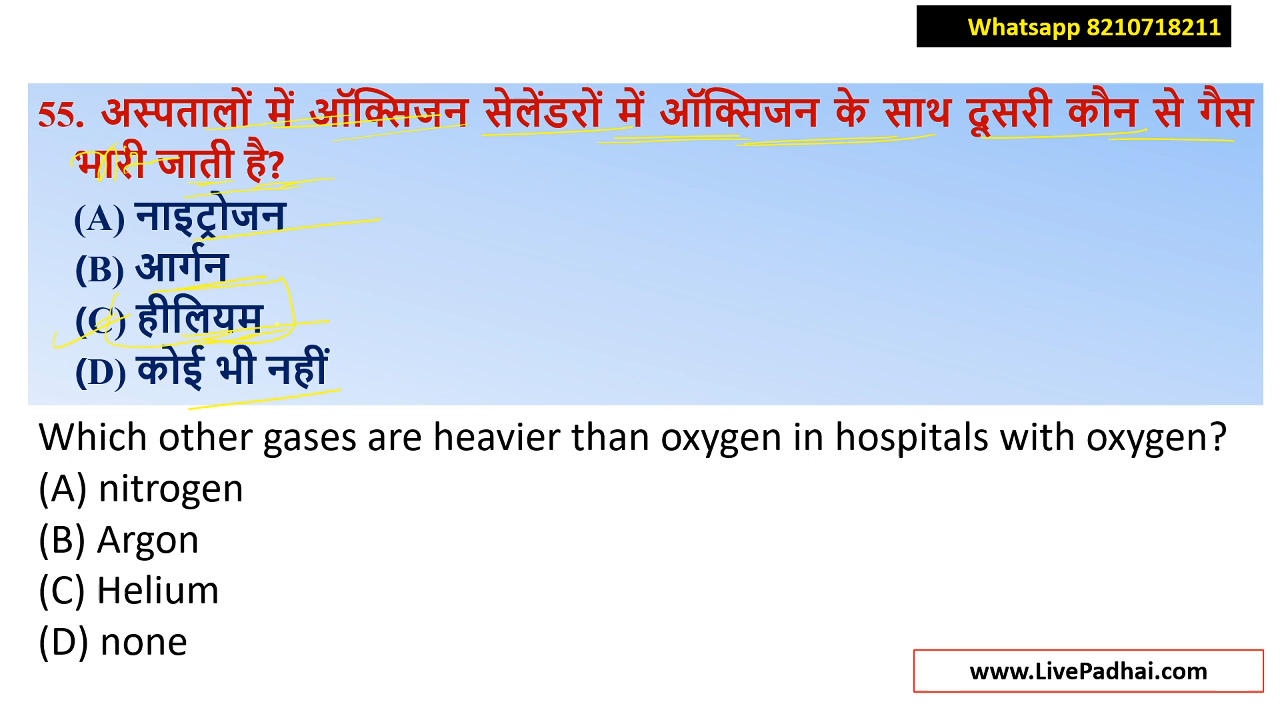 Whatsapp 8210718211
55. अस्पतालों में ऑक्सिजन सेलेंडरों में ऑक्सिजन के साथ दूसरी कौन से गैस
भारी जाती है?
(A) नाइट्रोजन
(B) आर्गन
(C) हीलियम
(D) कोई भी नहीं
Which other gases are heavier than oxygen in hospitals with oxygen?
(A) nitrogen
(B) Argon
(C) Helium
(D) none
www.LivePadhai.com